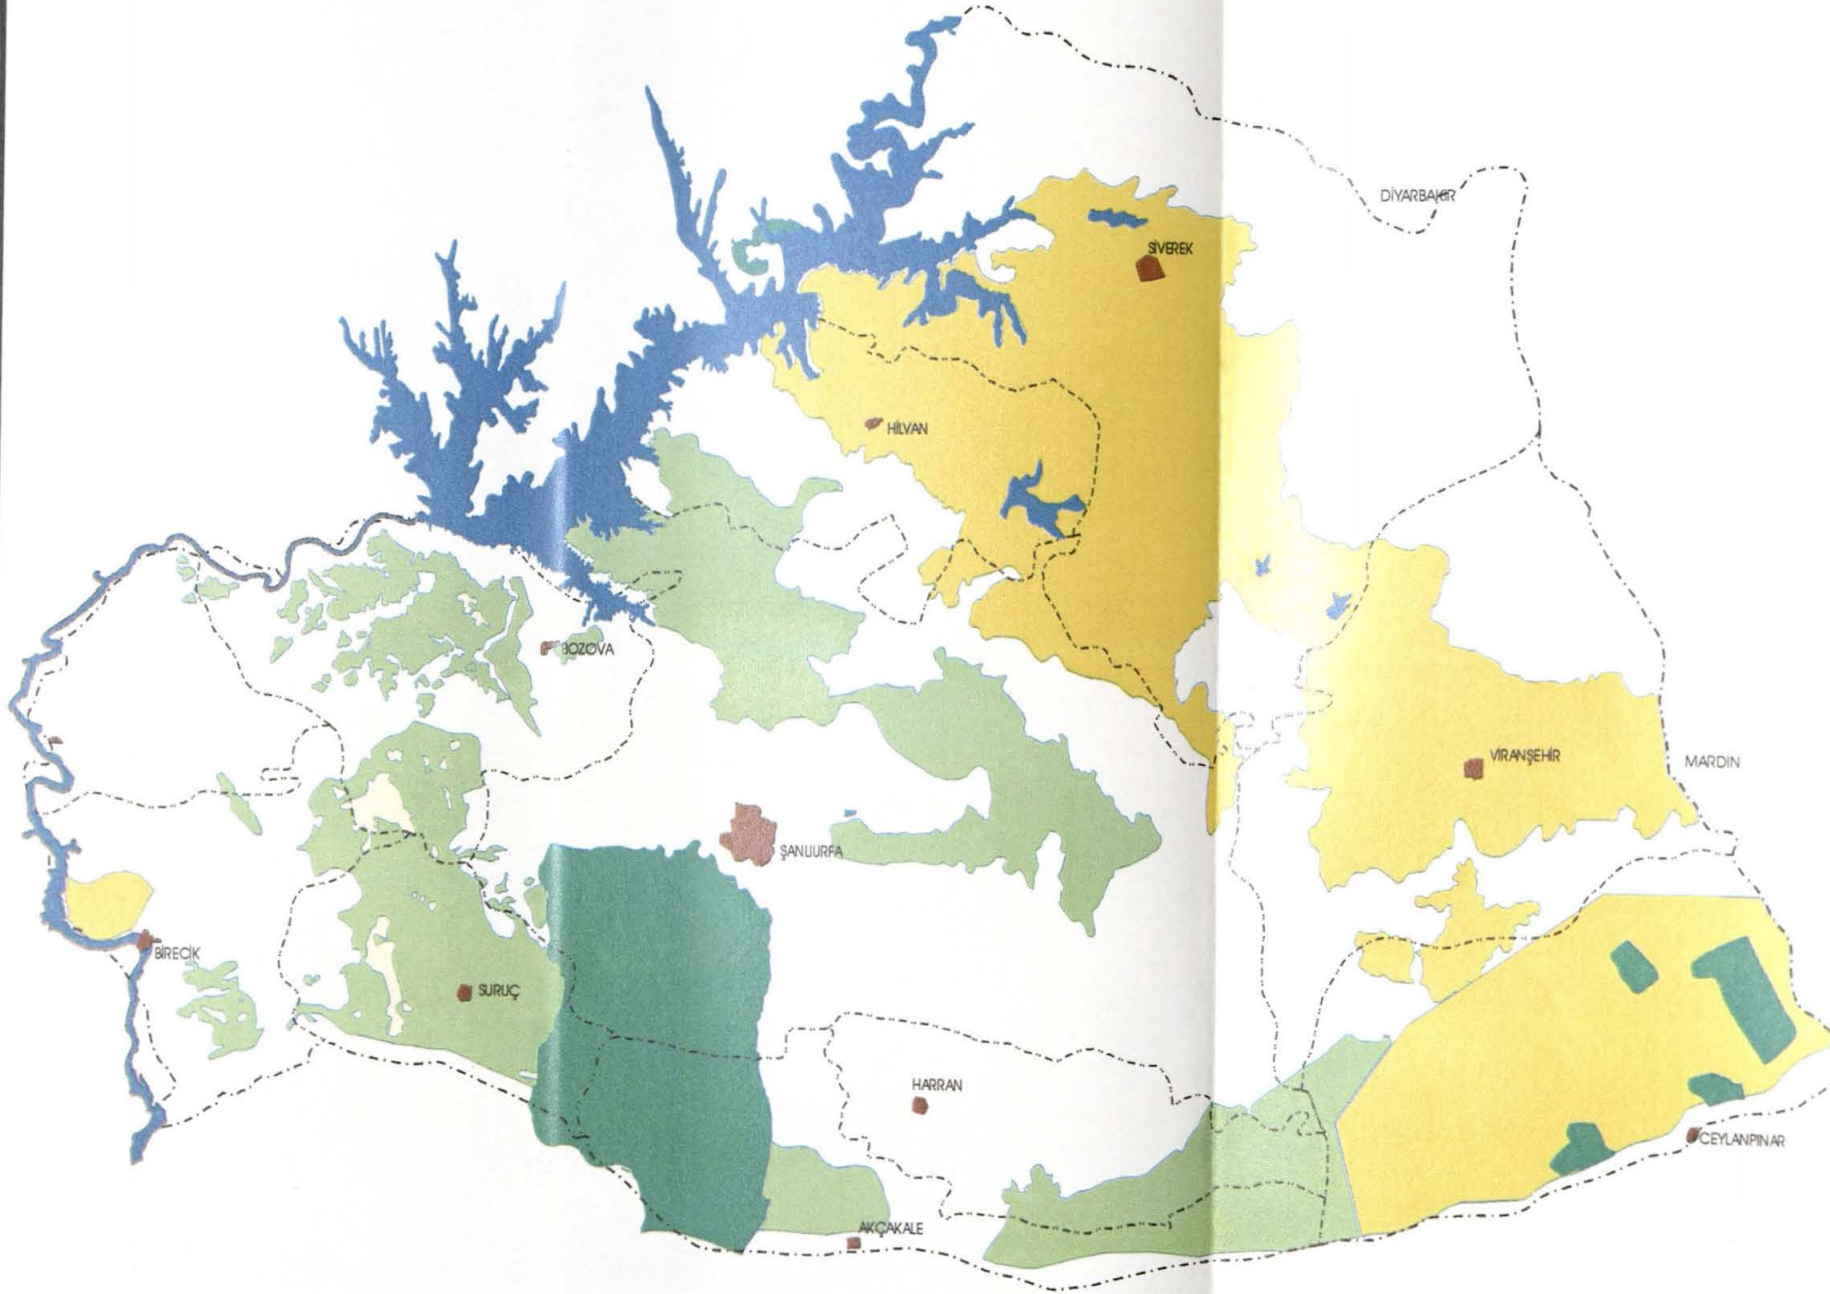 DİYARBAKIR
SİVEREK
HİLVAN
BOZOVA
VİRANŞEHİR
MARDİN
ŞANLIURFA
BİRECİK
SURUÇ
HARRAN
CEYLANPINAR
AKÇAKALE